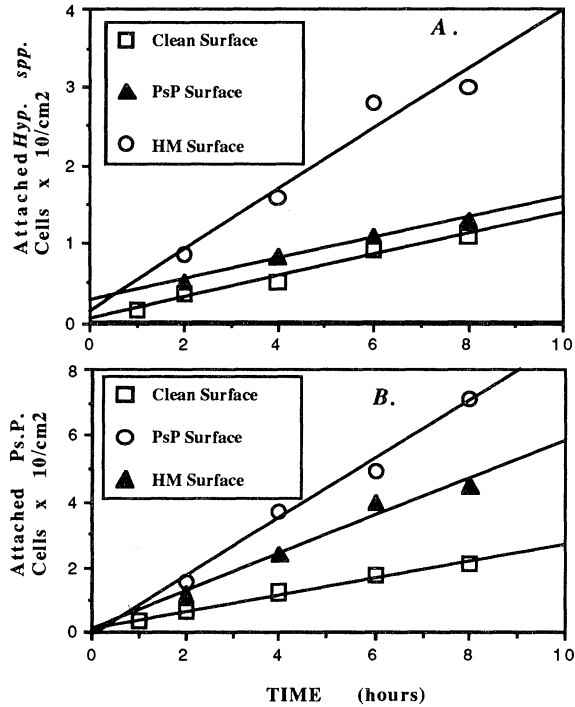 Attached Hyp. spp.
Cells x 10/cm2
4
3
2
1
0
A.
Clean Surface
PsP Surface
HM Surface
0 2 4 6 8 10
Attached Ps.P.
Cells x 10/cm2
8
6
4
2
0
B.
Clean Surface
PsP Surface
HM Surface
0 2 4 6 8 10
TIME (hours)